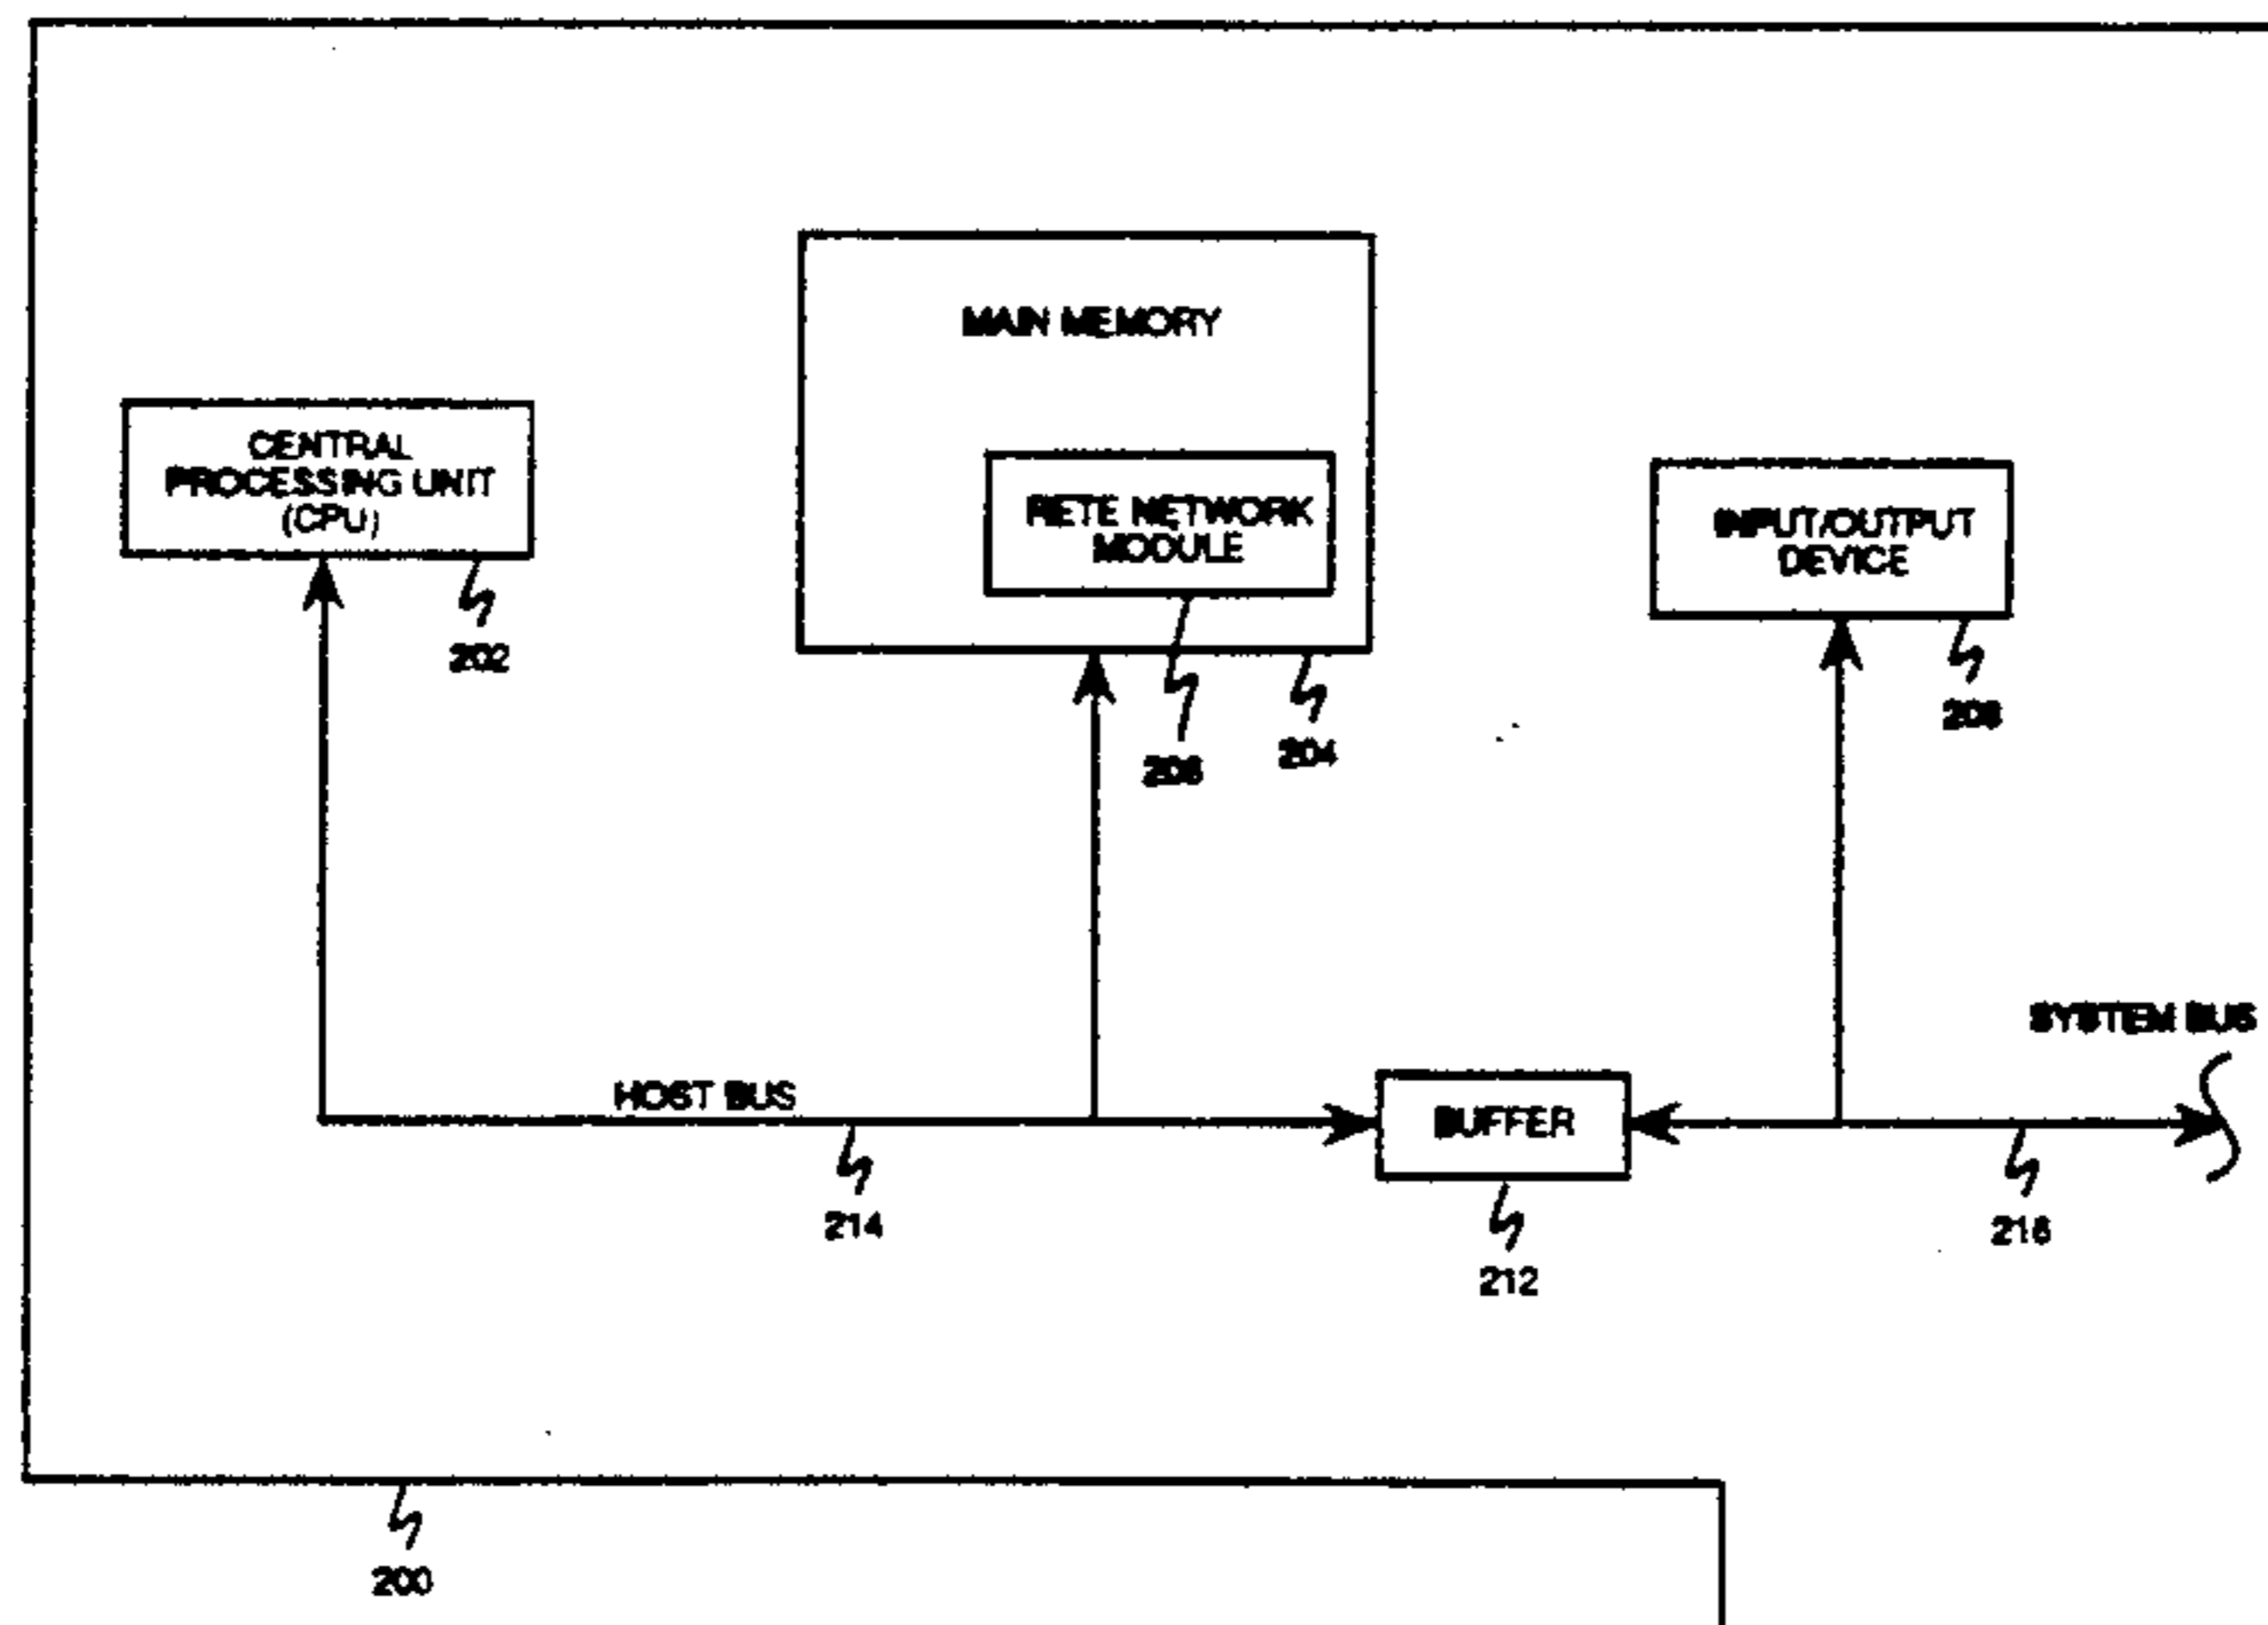 MAIN MEMORY
CENTRAL
PROCESSING UNIT
(CPU)
RETE NETWORK
MODULE
INPUT/OUTPUT
DEVICE
202
204
SYSTEM BUS
HOST BUS
BUFFER
214
216
212
200